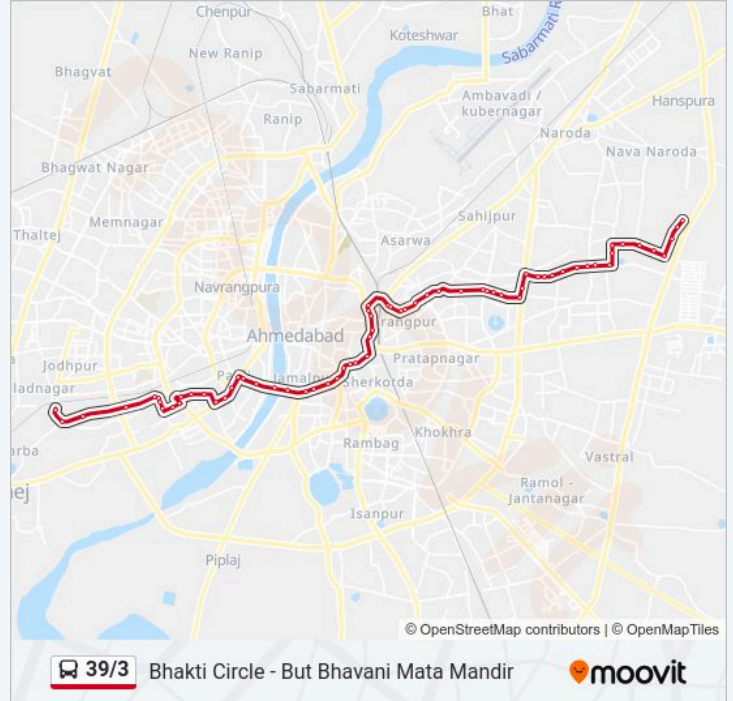 Chenpur
Bhat
Koteshwar
Sabarmati R
New Ranip
Bhagvat
Sabarmati
Ambavadi /
kubernagar
Hanspura
Ranip
Naroda
Nava Naroda
Bhagwat Nagar
Memnagar
Sahijpur
Thaltej
Asarwa
Navrangpura
rangpur
Ahmedabad
Pratapnagar
Jodhpur
Jamalpu
Sherkotda
ladnagar
Khokhra
Rambag
arba
Vastral
Ramol -
Jantanagar
ej
Isanpur
Piplaj
© OpenStreetMap contributors | © OpenMapTiles
39/3 Bhakti Circle - But Bhavani Mata Mandir
moovit